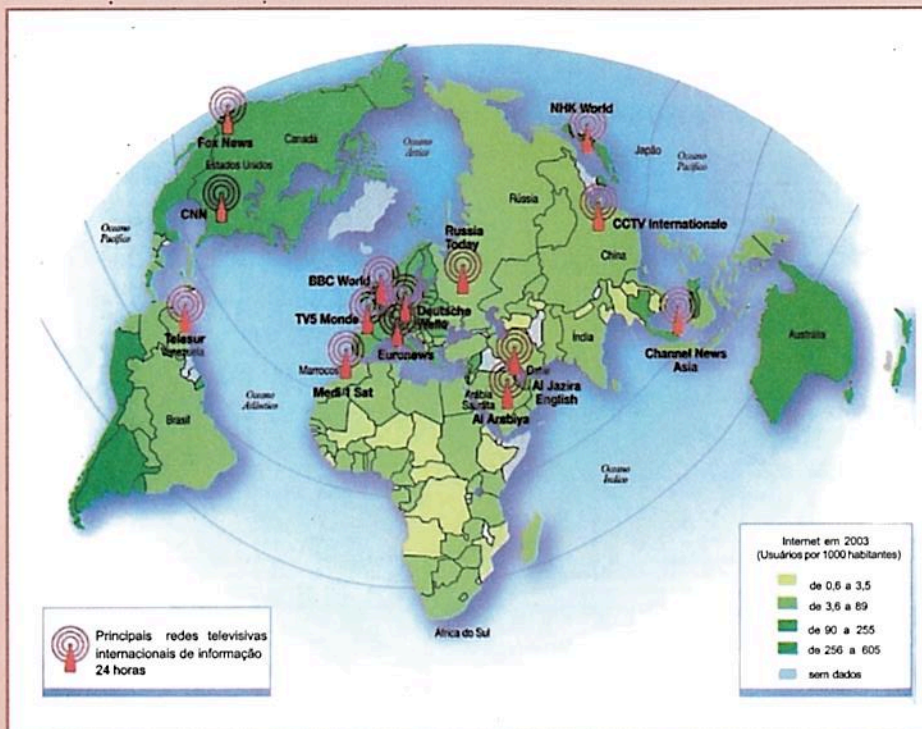 NHK World
Fox News
Canadá
Oceano
Ártico
Japão
Oceano
Pacífico
Estados Unidos
Rússia
CNN
CCTV Internationale
Oceano
Pacífico
Russia
Today
China
BBC World
Deutsche
Welle
TV5 Monde
Telesur
Venezuela
Euronews
Índia
Austrália
Channel News
Asia
Marrocos
Medi 1 Sat
Arábia
Saudita
Al Jazira
English
Al Arabiya
Oceano
Atlântico
Brasil
Oceano
Índico
África do Sul
Internet em 2003
(Usuários por 1000 habitantes)
de 0,6 a 3,5
de 3,6 a 89
de 90 a 255
de 256 a 605
sem dados
Principais redes televisivas
internacionais de informação
24 horas